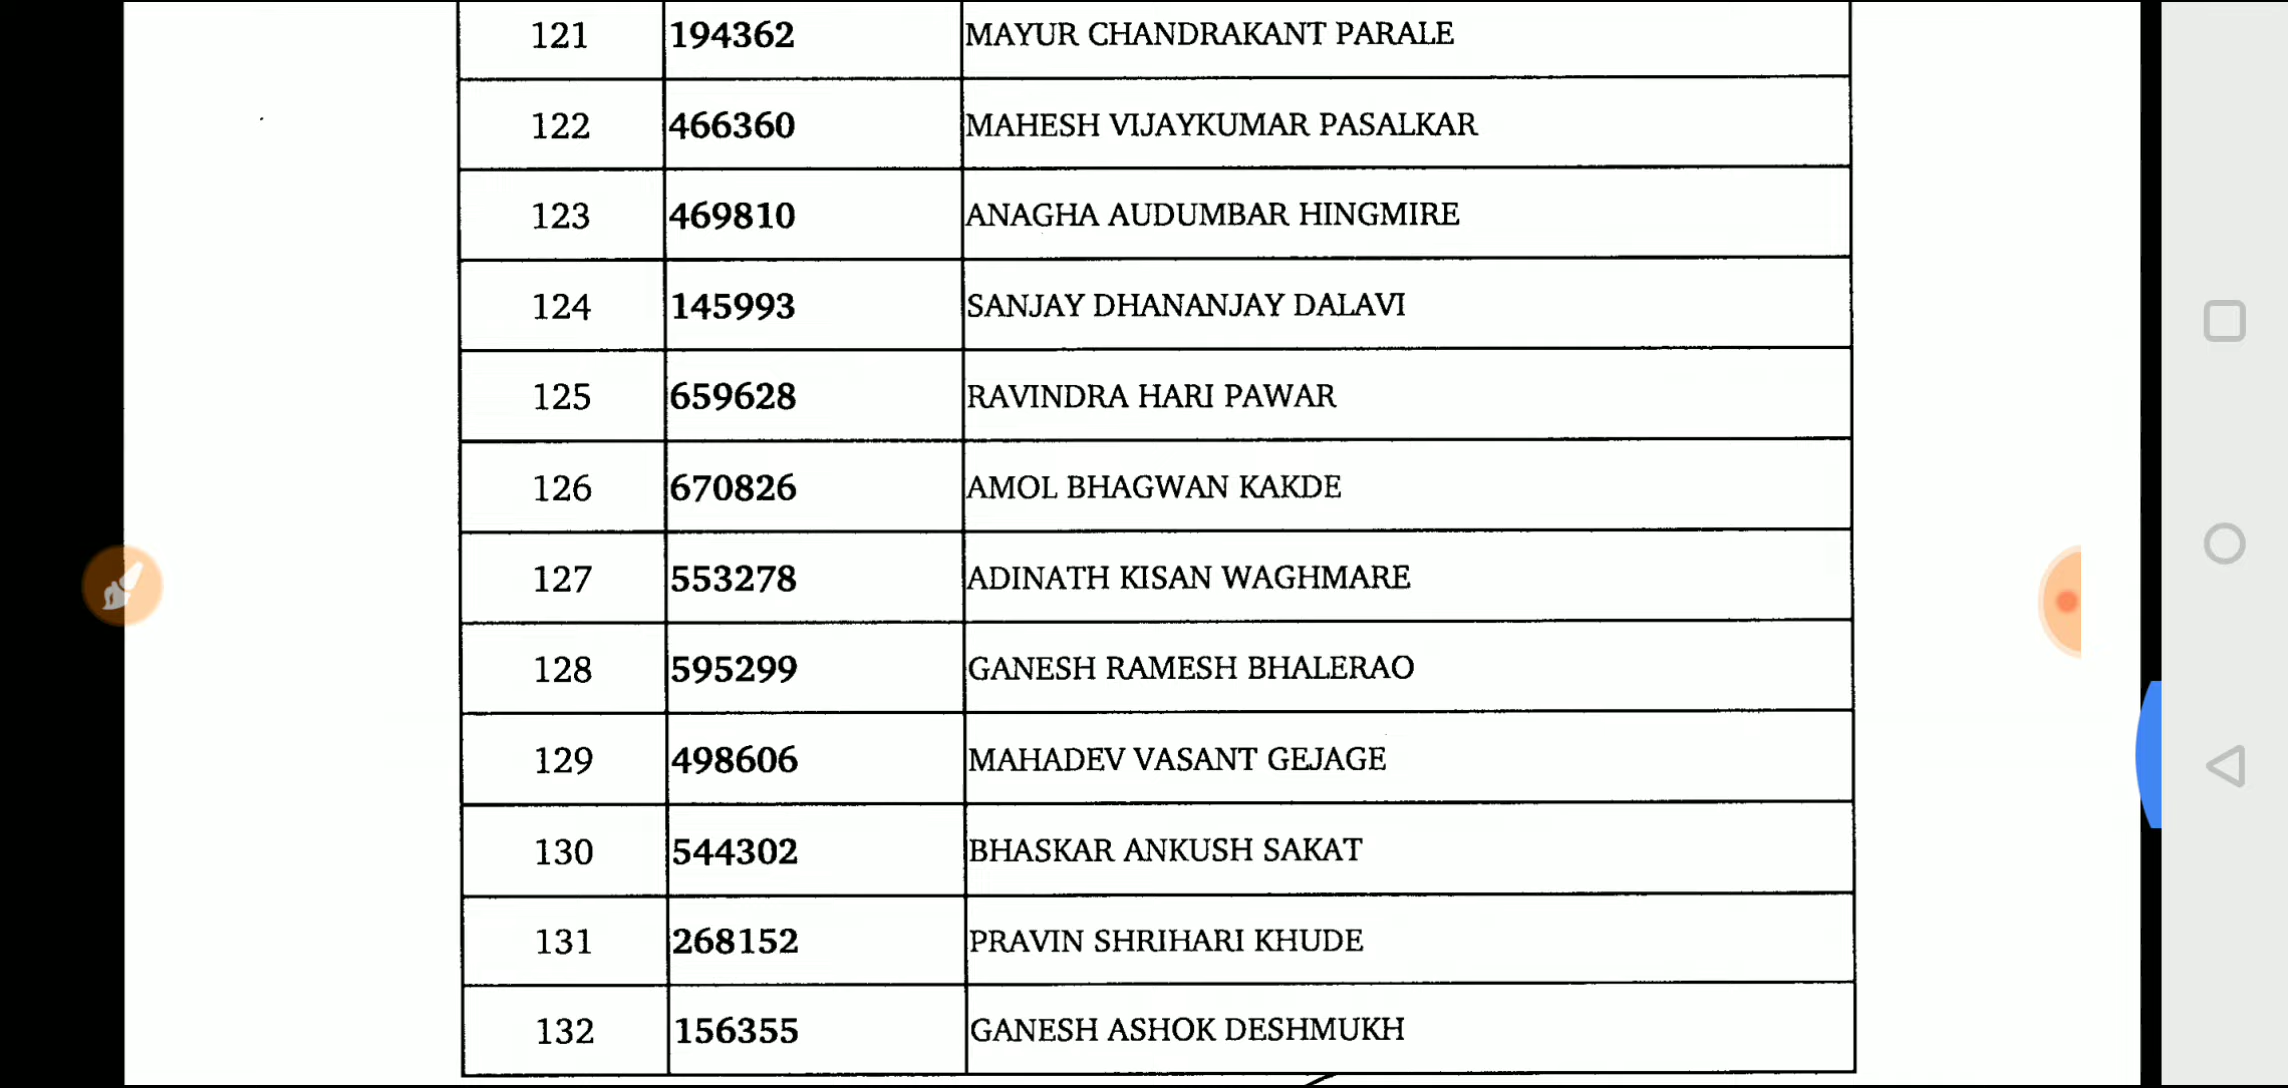 121 194362 MAYUR CHANDRAKANT PARALE
122 466360 MAHESH VIJAYKUMAR PASALKAR
123 469810 ANAGHA AUDUMBAR HINGMIRE
124 145993 SANJAY DHANANJAY DALAVI
125 659628 RAVINDRA HARI PAWAR
126 670826 AMOL BHAGWAN KAKDE
127 553278 ADINATH KISAN WAGHMARE
128 595299 GANESH RAMESH BHALERAO
129 498606 MAHADEV VASANT GEJAGE
130 544302 BHASKAR ANKUSH SAKAT
131 268152 PRAVIN SHRIHARI KHUDE
132 156355 GANESH ASHOK DESHMUKH